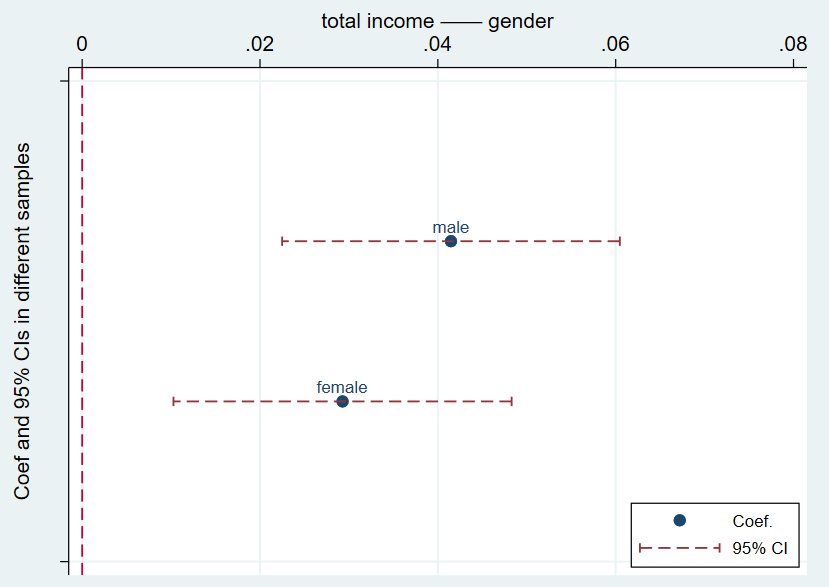 total income —— gender
0 .02 .04 .06 .08
Coef and 95% CIs in different samples
male
female
Coef.
95% CI